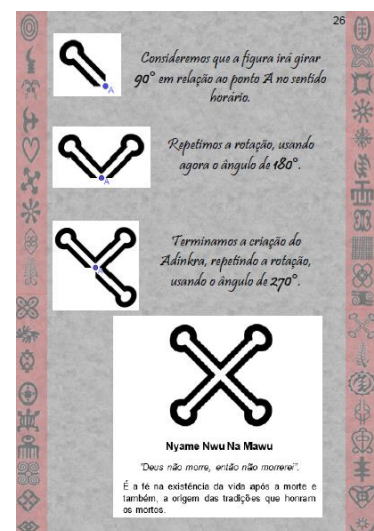 26
Consideremos que a figura irá girar
90° em relação ao ponto A no sentido
horário.
A
Repetimos a rotação, usando
agora o ângulo de 180°.
A
Terminamos a criação do
Adinkra, repetindo a rotação,
usando o ângulo de 270°.
A
Nyame Nwu Na Mawu
"Deus não morre, então não morrerei".
É a fé na existência da vida após a morte e
também, a origem das tradições que honram
os mortos.